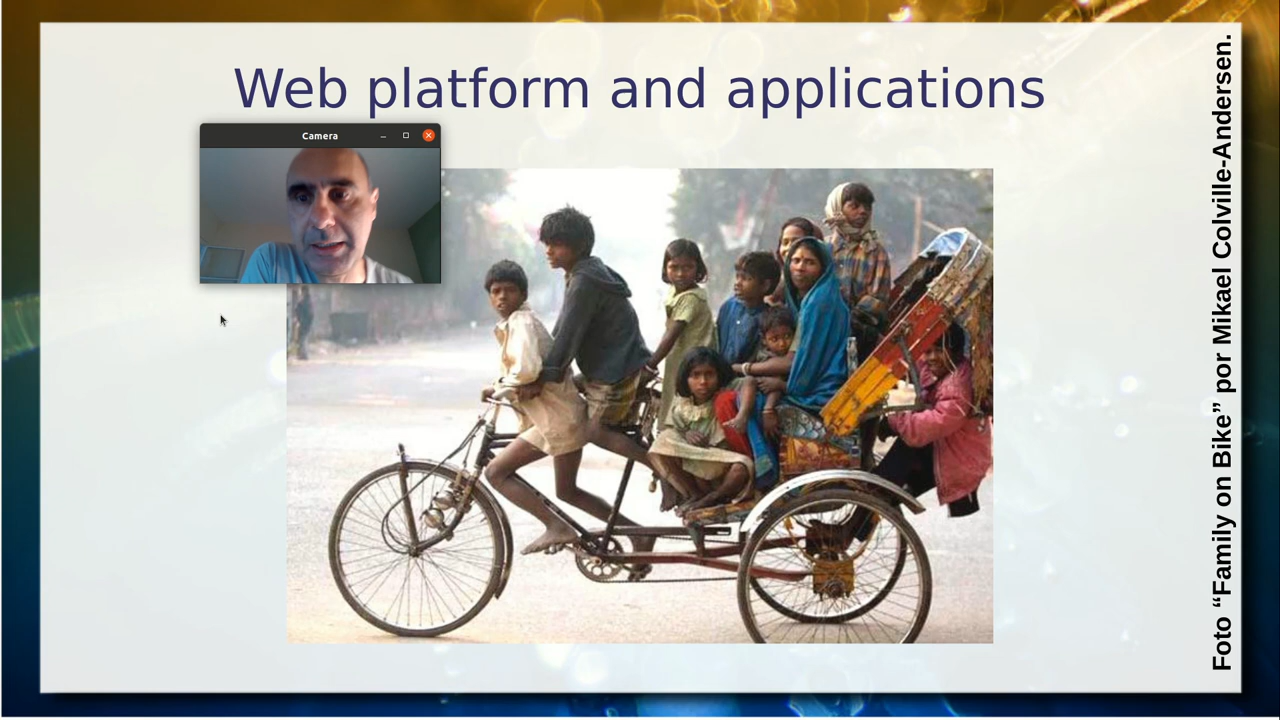 Web platform and applications
Camera
Foto “Family on Bike” por Mikael Colville-Andersen.